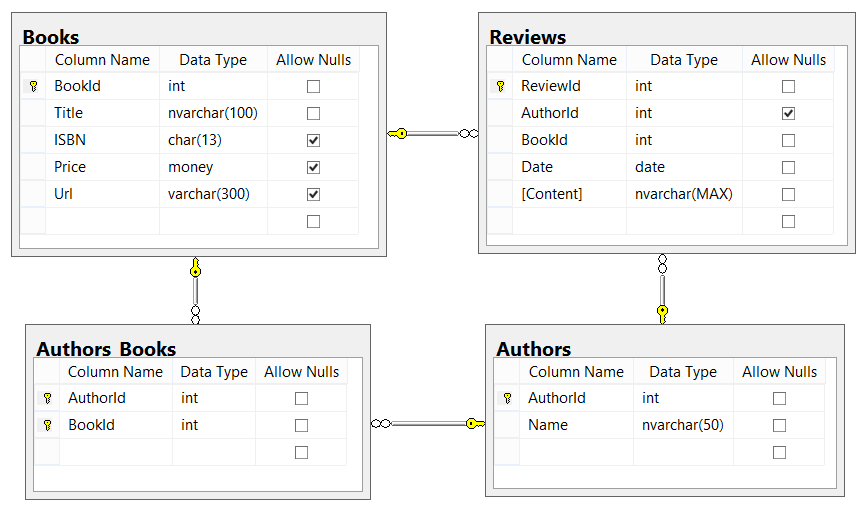 Books
Column Name Data Type Allow Nulls
BookId int
Title nvarchar(100)
ISBN char(13)
Price money
Url varchar(300)
Reviews
Column Name Data Type Allow Nulls
ReviewId int
AuthorId int
BookId int
Date date
[Content] nvarchar(MAX)
Authors_Books
Column Name Data Type Allow Nulls
AuthorId int
BookId int
Authors
Column Name Data Type Allow Nulls
AuthorId int
Name nvarchar(50)